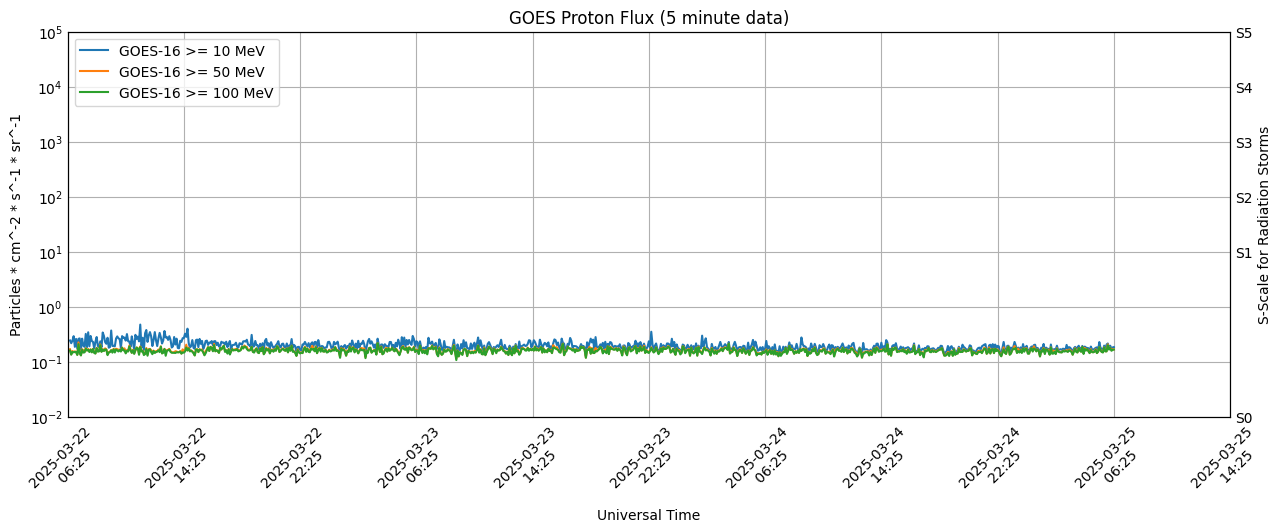 GOES Proton Flux (5 minute data)
GOES-16 >= 10 MeV
GOES-16 >= 50 MeV
GOES-16 >= 100 MeV
Particles * cm^-2 * s^-1 * sr^-1
10^5
10^4
10^3
10^2
10^1
10^0
10^-1
10^-2
S5
S4
S3
S2
S1
S0
S-Scale for Radiation Storms
2025-03-22
06:25
2025-03-22
14:25
2025-03-22
22:25
2025-03-23
06:25
2025-03-23
14:25
2025-03-23
22:25
2025-03-24
06:25
2025-03-24
14:25
2025-03-24
22:25
2025-03-25
06:25
2025-03-25
14:25
Universal Time